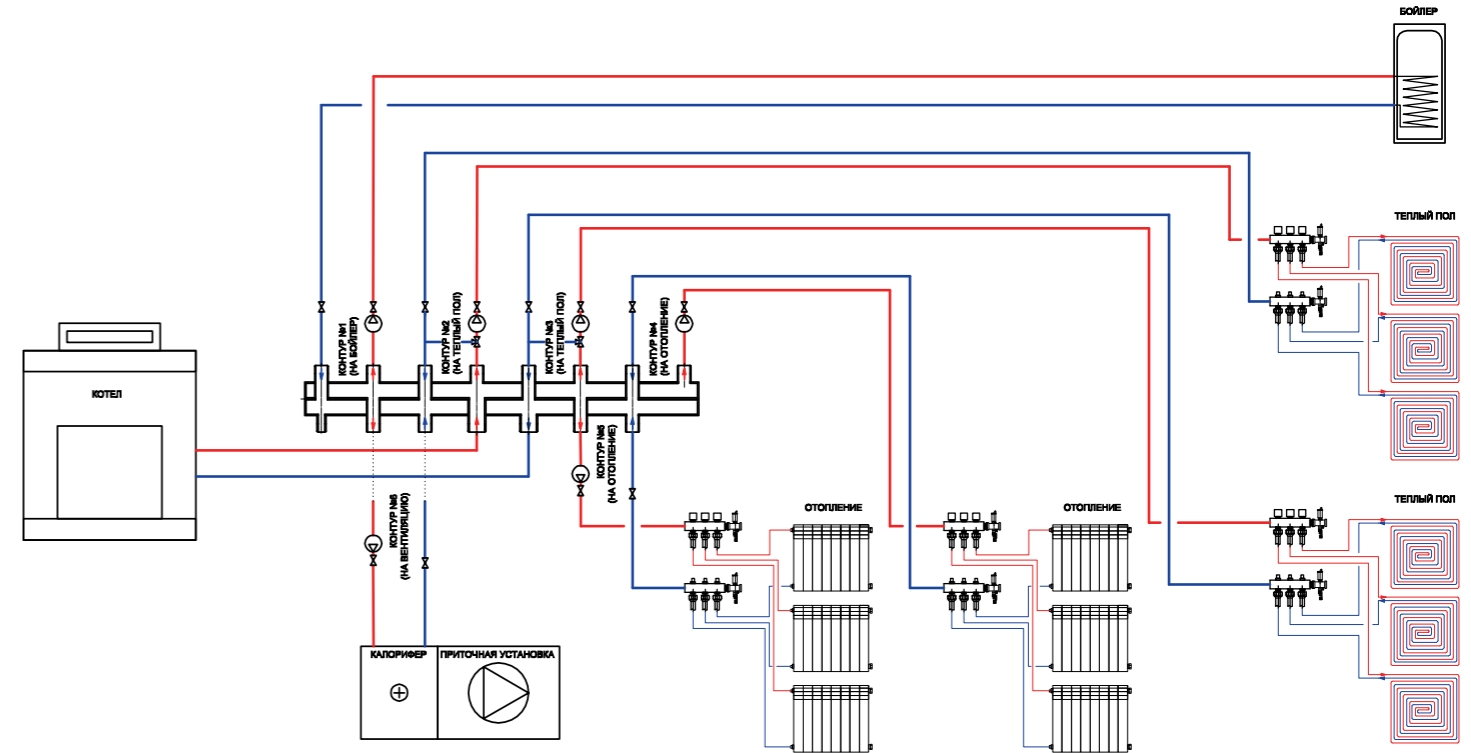 БОЙЛЕР
ТЕПЛЫЙ ПОЛ
КОНТУР №1
(НА БОЙЛЕР)
КОНТУР №2
(НА ТЕПЛЫЙ ПОЛ)
КОНТУР №3
(НА ТЕПЛЫЙ ПОЛ)
КОНТУР №4
(НА ОТОПЛЕНИЕ)
КОТЕЛ
КОНТУР №5
(НА ОТОПЛЕНИЕ)
КОНТУР №6
(НА ВЕНТИЛЯЦИЮ)
ОТОПЛЕНИЕ
ОТОПЛЕНИЕ
ТЕПЛЫЙ ПОЛ
КАЛОРИФЕР
ПРИТОЧНАЯ УСТАНОВКА